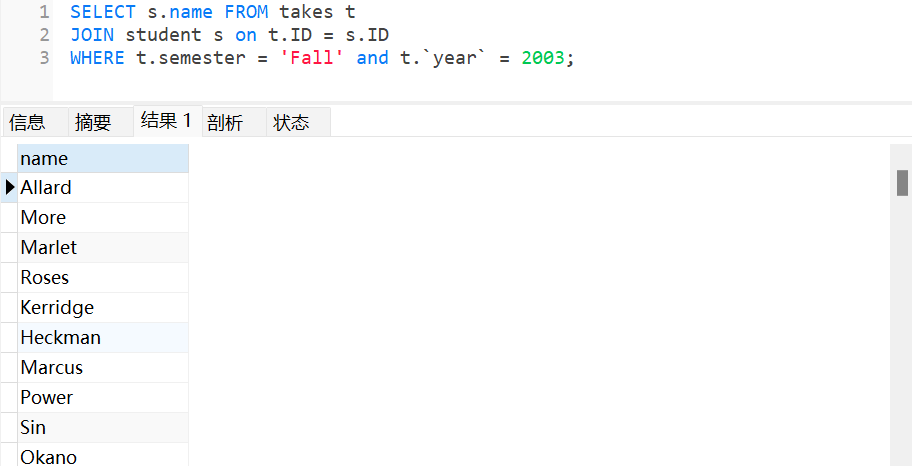 1 SELECT s.name FROM takes t
2 JOIN student s on t.ID = s.ID
3 WHERE t.semester = 'Fall' and t.`year` = 2003;
信息 摘要 结果 1 剖析 状态
name
Allard
More
Marlet
Roses
Kerridge
Heckman
Marcus
Power
Sin
Okano